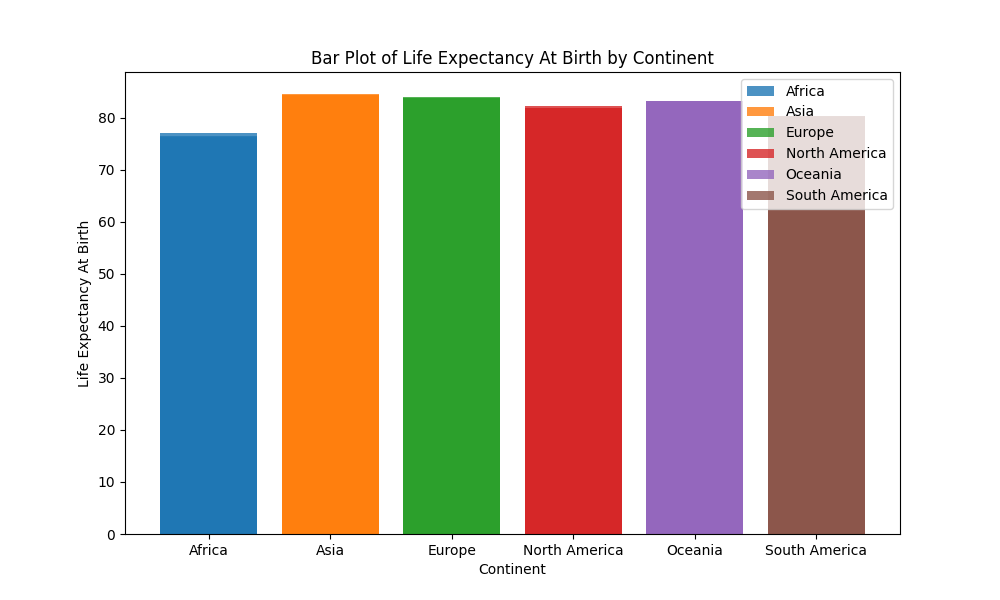 Bar Plot of Life Expectancy At Birth by Continent
Life Expectancy At Birth
80
70
60
50
40
30
20
10
0
Africa
Asia
Europe
North America
Oceania
South America
Africa Asia Europe North America Oceania South America
Continent